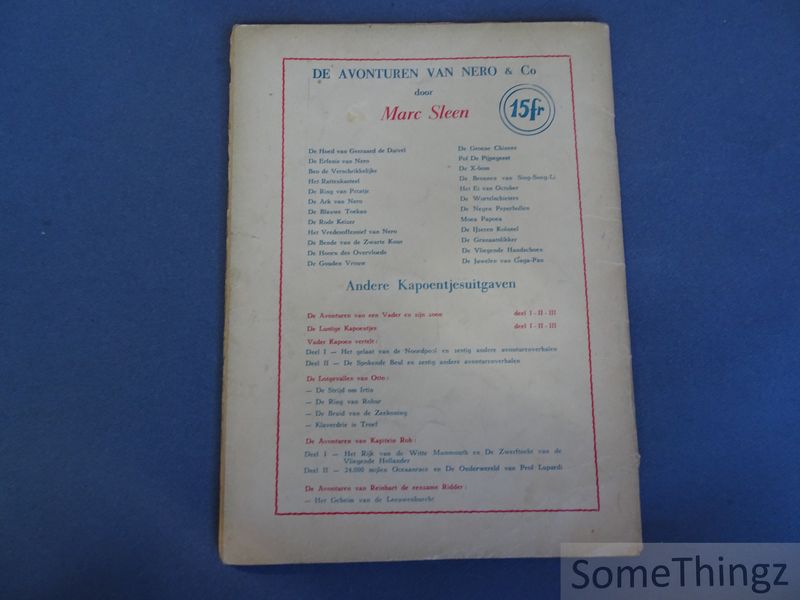 DE AVONTUREN VAN NERO & Co
door
Marc Sleen
15fr
De Hoed van Geeraard de Duivel
De Erfenis van Nero
Beo de Verschrikkelijke
Het Rattenkasteel
De Ring van Petatje
De Ark van Nero
De Blauwe Toekan
De Rode Keizer
Het Vredesoffensief van Nero
De Bende van de Zwarte Kous
De Hoorn des Overvloeds
De Gouden Vrouw
De Groene Chinees
Pol De Pijpegeest
De X-bom
De Bronnen van Sing-Song-Li
Het Ei van October
De Wortelschieters
De Negen Peperbollen
Moea Papoea
De IJzeren Kolonel
De Granaatslikker
De Vliegende Handschoen
De Juwelen van Gaga-Pan
Andere Kapoentjesuitgaven
De Avonturen van een Vader en zijn zoon deel I - II - III
De Lustige Kapoentjes deel I - II - III
Vader Kapoen vertelt :
Deel I — Het gelaat van de Noordpool en zestig andere avonturenverhalen
Deel II — De Spokende Beul en zestig andere avonturenverhalen
De Lotgevallen van Otto :
— De Strijd om Irtin
— De Ring van Robur
— De Bruid van de Zeekoning
— Klaverdrie is Troef
De Avonturen van Kapitein Rob :
Deel I — Het Rijk van de Witte Mammouth en De Zwerftocht van de
Vliegende Hollander
Deel II — 24.000 mijlen Oceaanrace en De Onderwereld van Prof Lupardi
De Avonturen van Reinhart de eenzame Ridder :
— Het Geheim van de Leeuwenburcht
SomeThingz